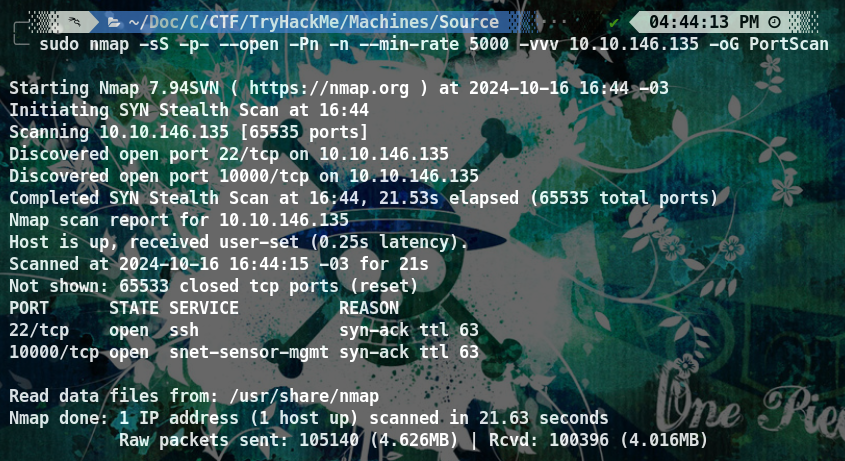 ~/Doc/C/CTF/TryHackMe/Machines/Source ✔ 04:44:13 PM
sudo nmap -sS -p- --open -Pn -n --min-rate 5000 -vvv 10.10.146.135 -oG PortScan
Starting Nmap 7.94SVN ( https://nmap.org ) at 2024-10-16 16:44 -03
Initiating SYN Stealth Scan at 16:44
Scanning 10.10.146.135 [65535 ports]
Discovered open port 22/tcp on 10.10.146.135
Discovered open port 10000/tcp on 10.10.146.135
Completed SYN Stealth Scan at 16:44, 21.53s elapsed (65535 total ports)
Nmap scan report for 10.10.146.135
Host is up, received user-set (0.25s latency).
Scanned at 2024-10-16 16:44:15 -03 for 21s
Not shown: 65533 closed tcp ports (reset)
PORT      STATE SERVICE          REASON
22/tcp    open  ssh              syn-ack ttl 63
10000/tcp open  snet-sensor-mgmt syn-ack ttl 63
Read data files from: /usr/share/nmap
Nmap done: 1 IP address (1 host up) scanned in 21.63 seconds
           Raw packets sent: 105140 (4.626MB) | Rcvd: 100396 (4.016MB)
One Pie